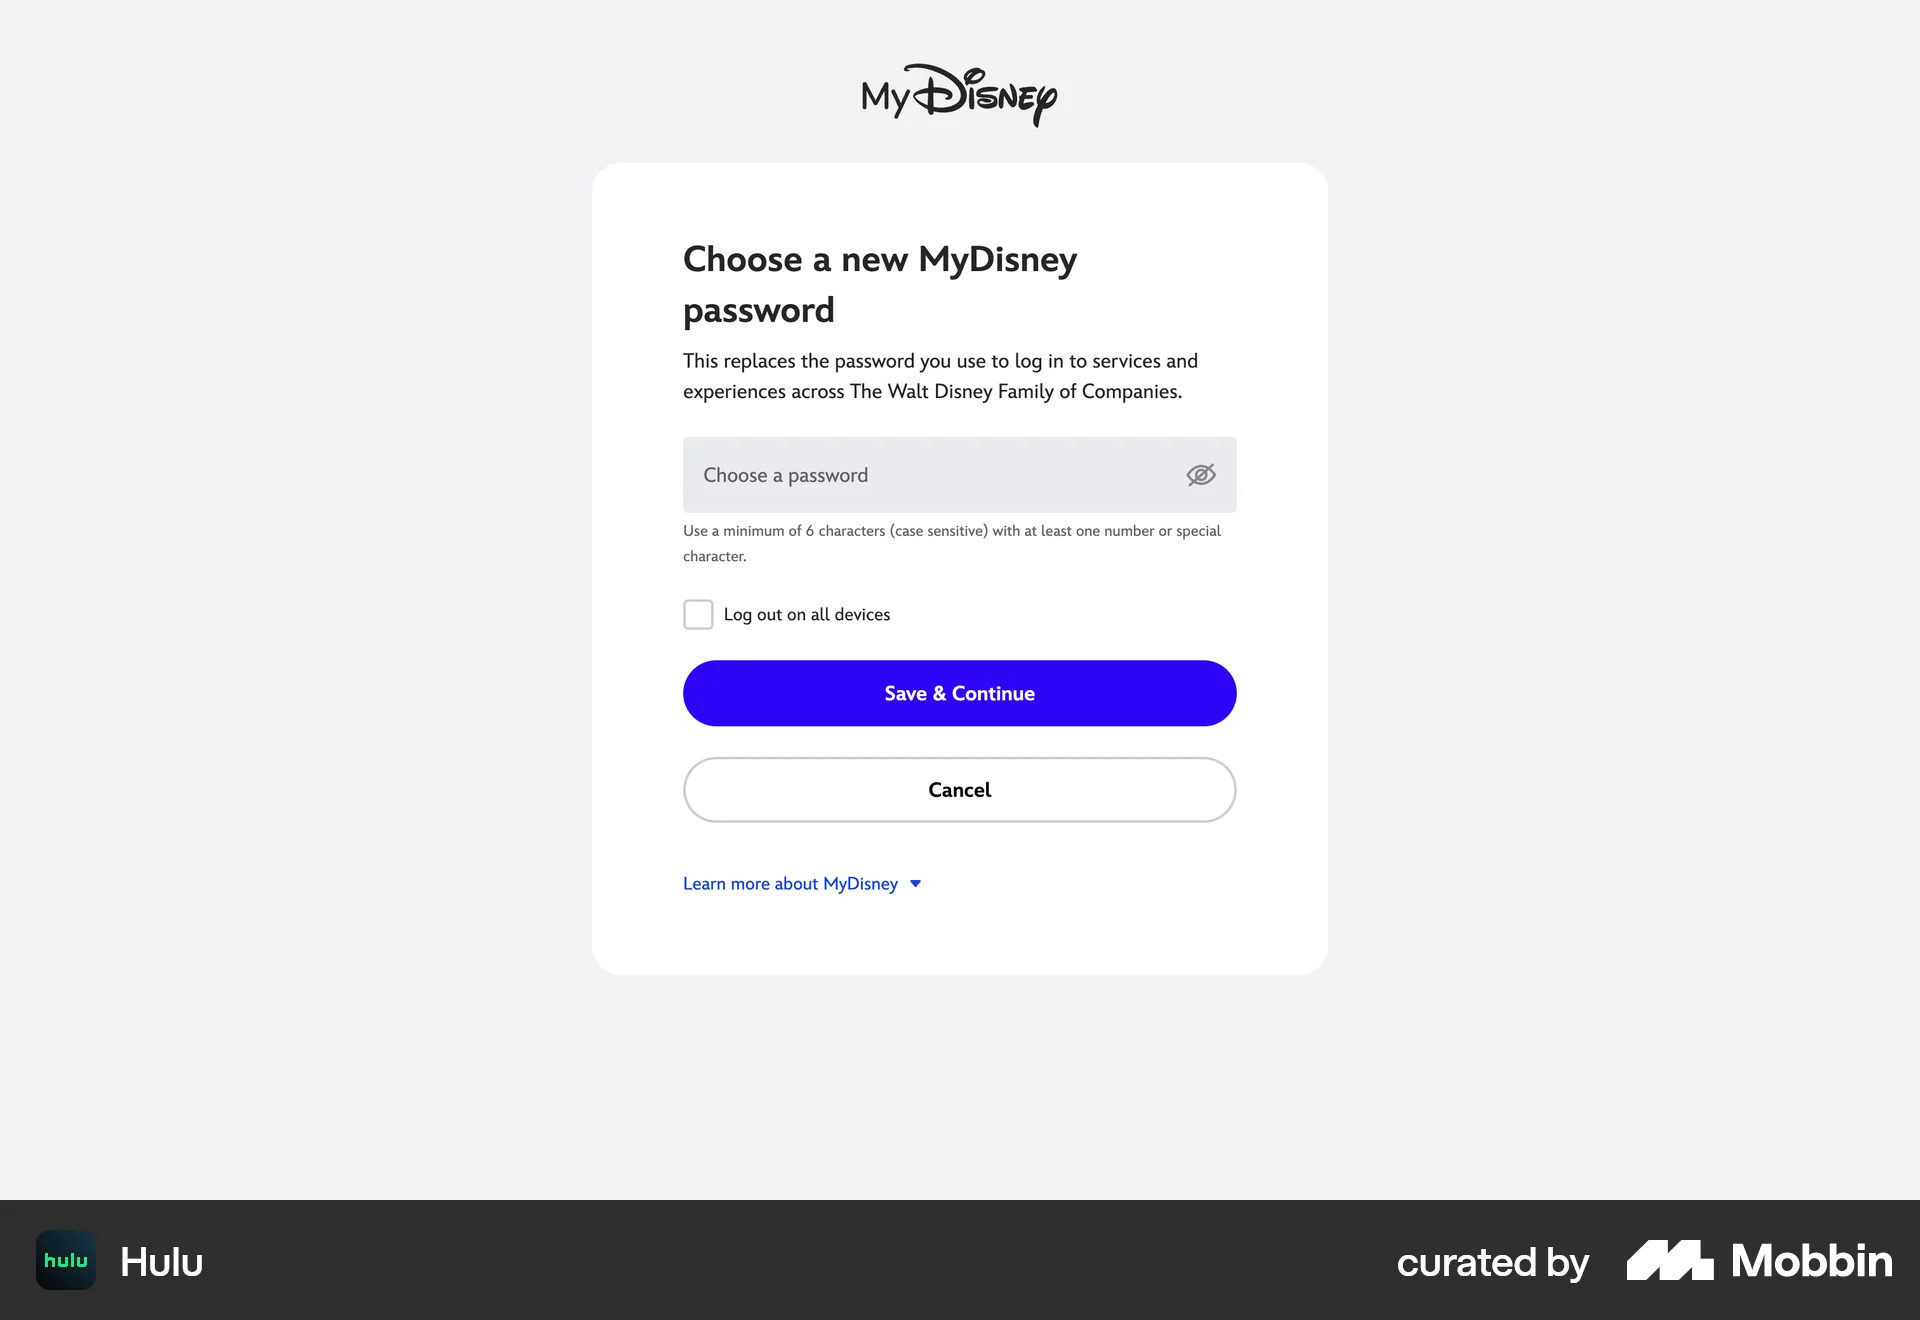 MyDisney
Choose a new MyDisney
password
This replaces the password you use to log in to services and
experiences across The Walt Disney Family of Companies.
Choose a password
Use a minimum of 6 characters (case sensitive) with at least one number or special
character.
Log out on all devices
Save & Continue
Cancel
Learn more about MyDisney
hulu Hulu
curated by Mobbin